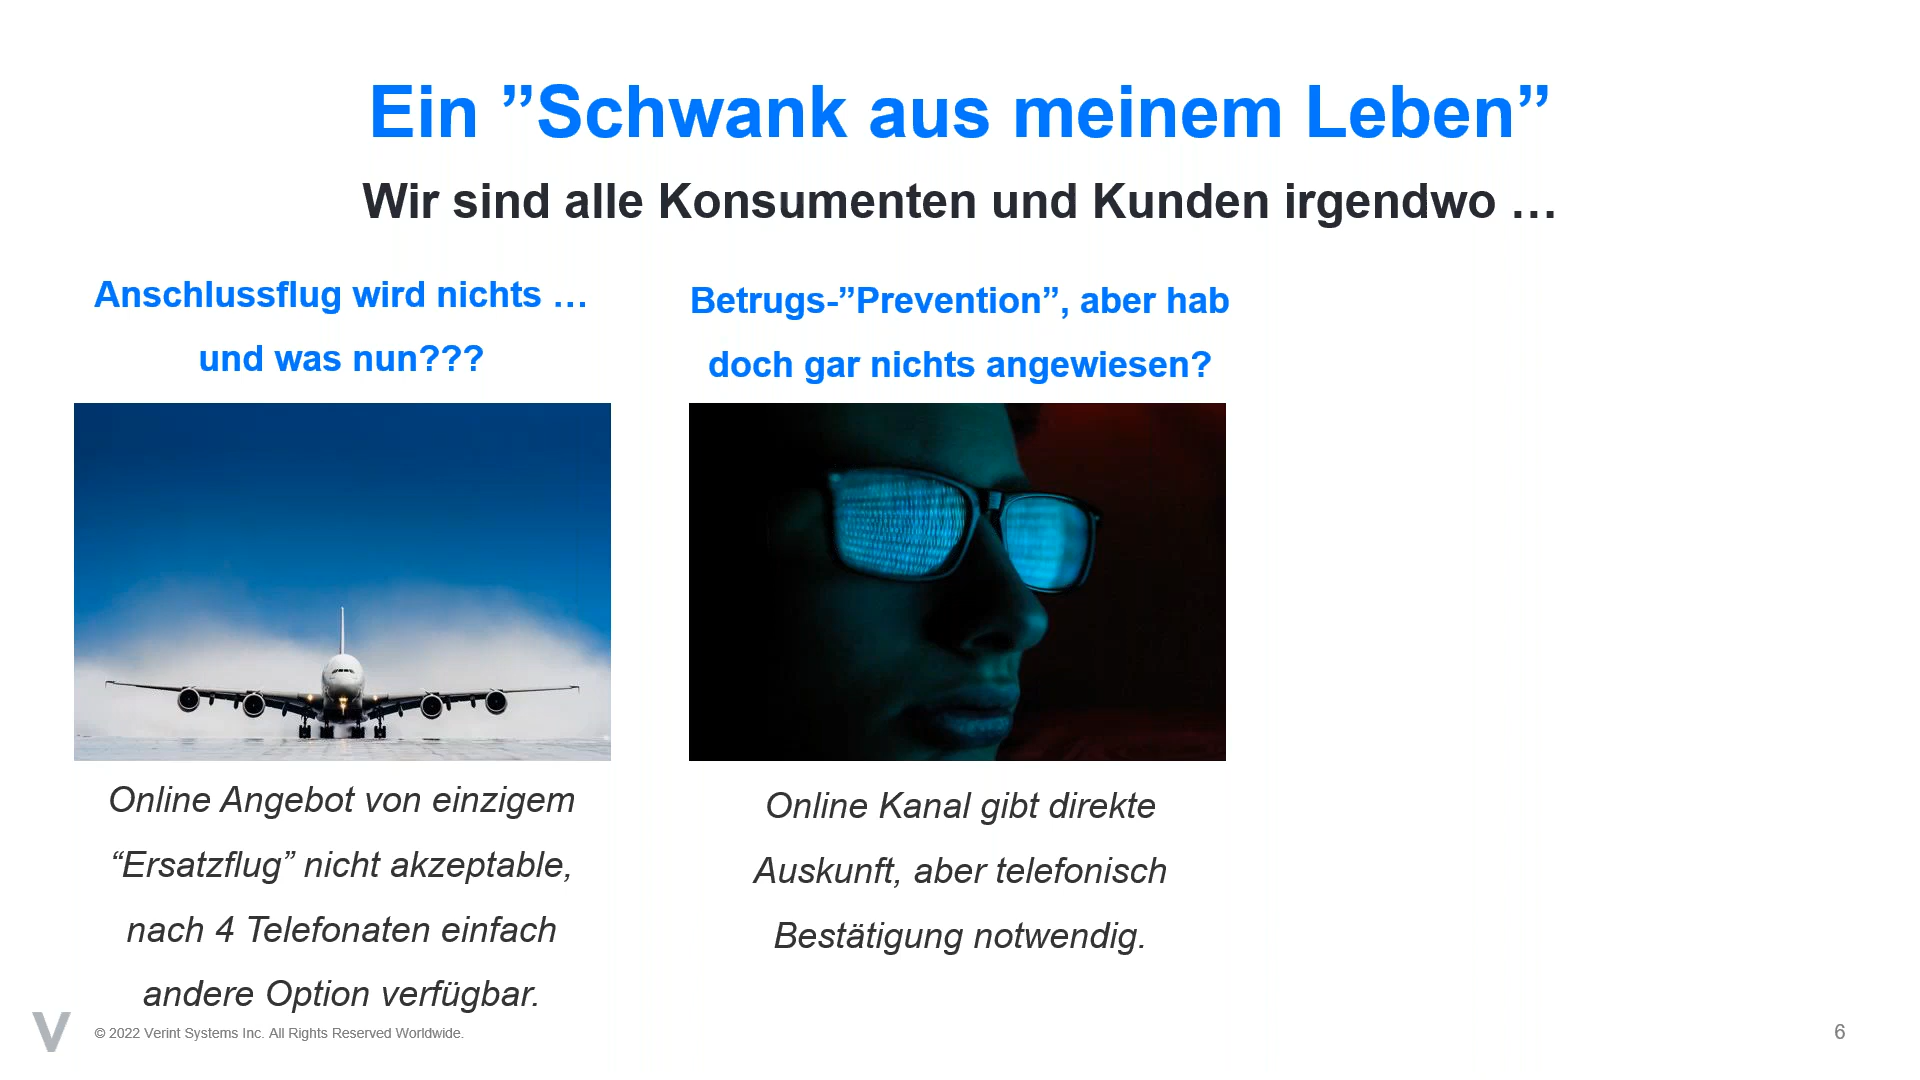 Ein ”Schwank aus meinem Leben”
Wir sind alle Konsumenten und Kunden irgendwo …
Anschlussflug wird nichts …
und was nun???
Online Angebot von einzigem
“Ersatzflug” nicht akzeptable,
nach 4 Telefonaten einfach
andere Option verfügbar.
Betrugs-”Prevention”, aber hab
doch gar nichts angewiesen?
Online Kanal gibt direkte
Auskunft, aber telefonisch
Bestätigung notwendig.
© 2022 Verint Systems Inc. All Rights Reserved Worldwide.
6